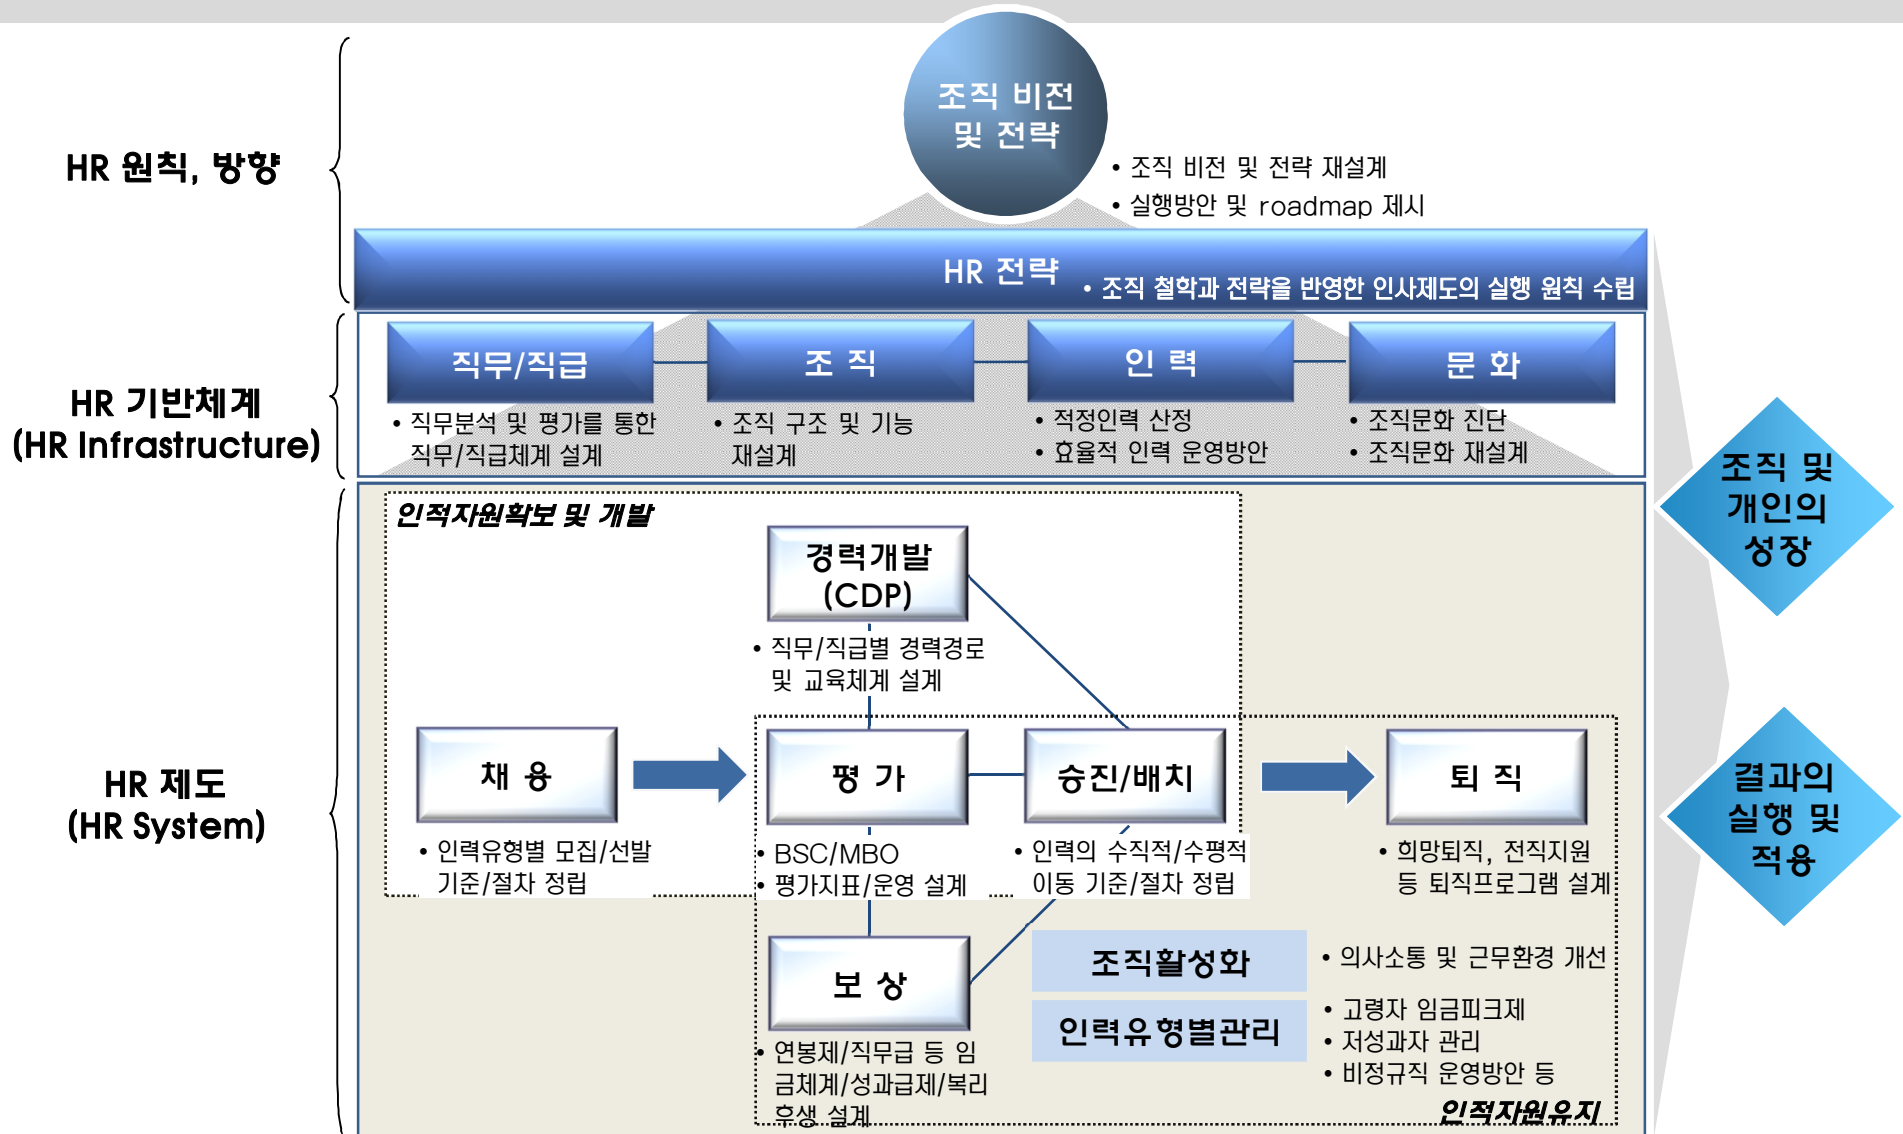 조직 비전
및 전략
HR 원칙, 방향
• 조직 비전 및 전략 재설계
• 실행방안 및 roadmap 제시
HR 전략
• 조직 철학과 전략을 반영한 인사제도의 실행 원칙 수립
HR 기반체계
(HR Infrastructure)
직무/직급
• 직무분석 및 평가를 통한
직무/직급체계 설계
조 직
• 조직 구조 및 기능
재설계
인 력
• 적정인력 산정
• 효율적 인력 운영방안
문 화
• 조직문화 진단
• 조직문화 재설계
HR 제도
(HR System)
인적자원확보 및 개발
경력개발
(CDP)
• 직무/직급별 경력경로
및 교육체계 설계
채 용
• 인력유형별 모집/선발
기준/절차 정립
평 가
• BSC/MBO
• 평가지표/운영 설계
승진/배치
• 인력의 수직적/수평적
이동 기준/절차 정립
퇴 직
• 희망퇴직, 전직지원
등 퇴직프로그램 설계
보 상
• 연봉제/직무급 등 임
금체계/성과급제/복리
후생 설계
조직활성화
• 의사소통 및 근무환경 개선
인력유형별관리
• 고령자 임금피크제
• 저성과자 관리
• 비정규직 운영방안 등
인적자원유지
조직 및
개인의
성장
결과의
실행 및
적용